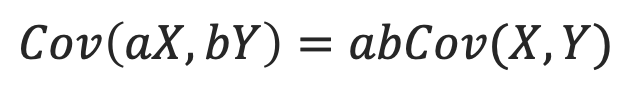 Cov(aX, bY) = abCov(X, Y)